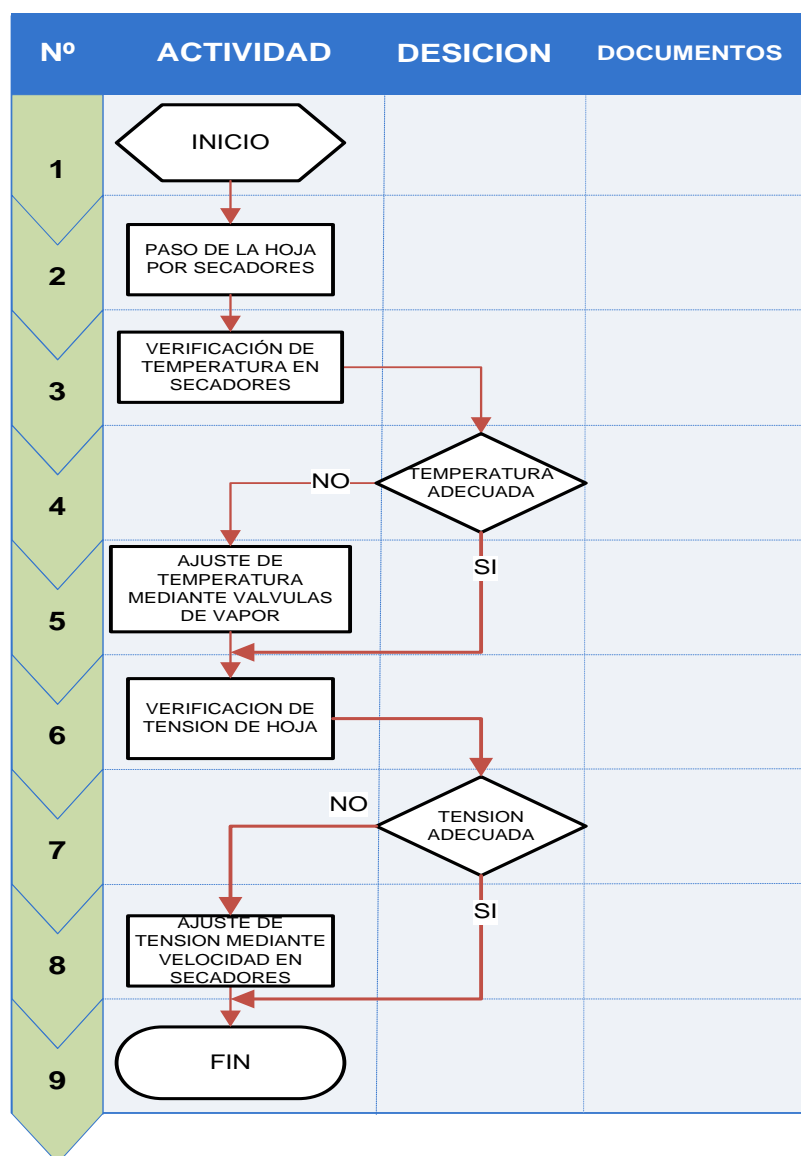 Nº ACTIVIDAD DESICION DOCUMENTOS
1
INICIO
2
PASO DE LA HOJA
POR SECADORES
3
VERIFICACIÓN DE
TEMPERATURA EN
SECADORES
4
NO
TEMPERATURA
ADECUADA
5
AJUSTE DE
TEMPERATURA
MEDIANTE VALVULAS
DE VAPOR
SI
6
VERIFICACION DE
TENSION DE HOJA
7
NO
TENSION
ADECUADA
8
AJUSTE DE
TENSION MEDIANTE
VELOCIDAD EN
SECADORES
SI
9
FIN